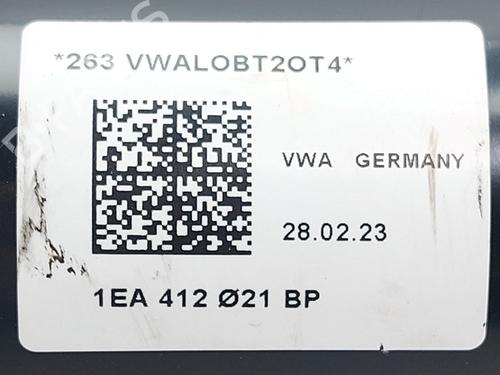 *263 VWALOBT2OT4*
VWA GERMANY
28.02.23
1EA 412 Ø21 BP